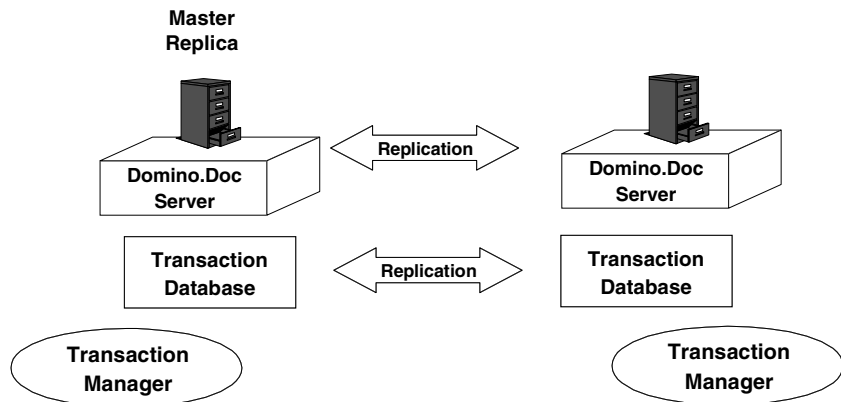 Master
Replica
Replication
Domino.Doc
Server
Domino.Doc
Server
Transaction
Database
Replication
Transaction
Database
Transaction
Manager
Transaction
Manager